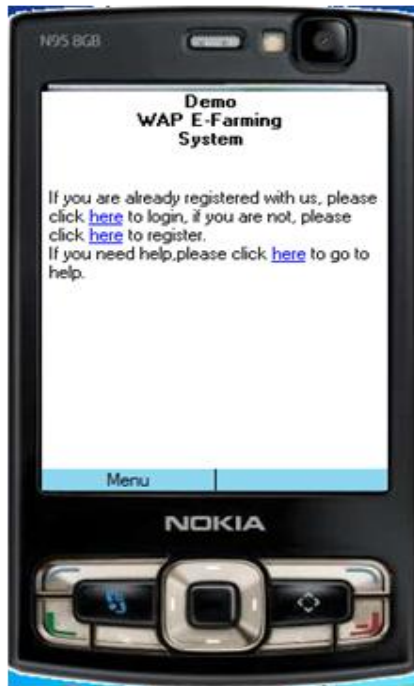 N95 8GB
Demo
WAP E-Farming
System
If you are already registered with us, please
click here to login, if you are not, please
click here to register.
If you need help,please click here to go to
help.
Menu
NOKIA